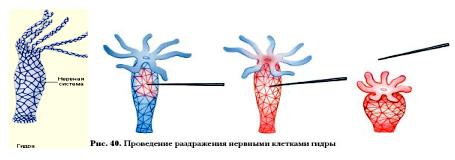 Нервная
система
Гидра
Рис. 40. Проведение раздражения нервными клетками гидры